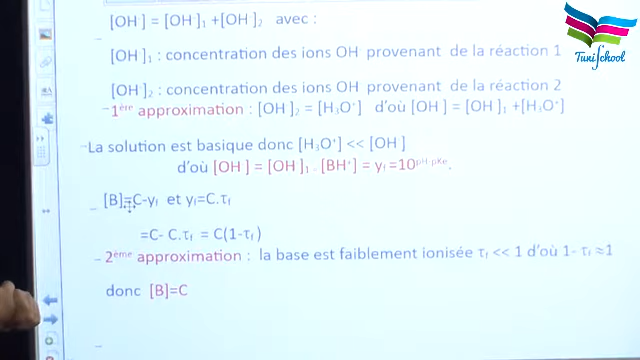 [OH⁻] = [OH⁻]₁ +[OH⁻]₂ avec :
TuniSchool
[OH⁻]₁ : concentration des ions OH⁻ provenant de la réaction 1
[OH⁻]₂ : concentration des ions OH⁻ provenant de la réaction 2
1ère approximation : [OH⁻]₂ = [H₃O⁺] d'où [OH⁻] = [OH⁻]₁ +[H₃O⁺]
La solution est basique donc [H₃O⁺] << [OH⁻]
d'où [OH⁻] = [OH⁻]₁ = [BH⁺] = yf =10^pH-pKe.
[B]=C-yf et yf=C.τf
=C- C.τf = C(1-τf)
2ème approximation : la base est faiblement ionisée τf << 1 d'où 1- τf ≈1
donc [B]=C